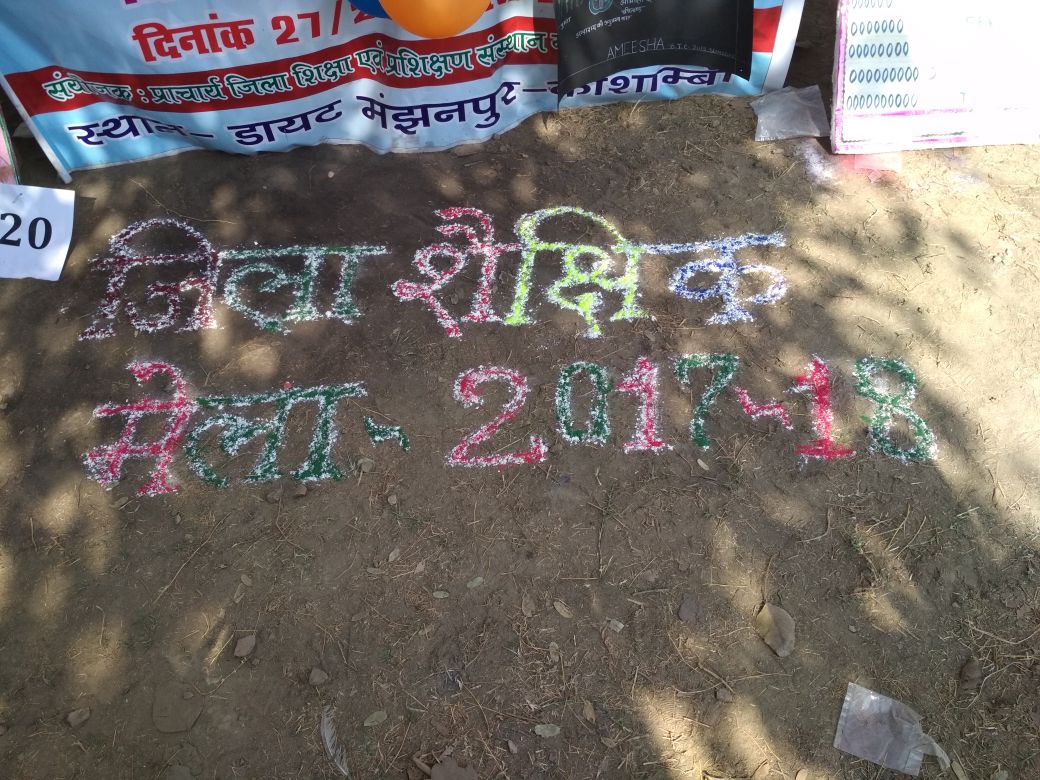 दिनांक 27/
संयोजक : प्राचार्य जिला शिक्षा एवं प्रशिक्षण संस्थान
स्थान- डायट मंझनपुर-कौशाम्बी
AMEESHA
20
जिला शैक्षिक
मेला - 2017-18